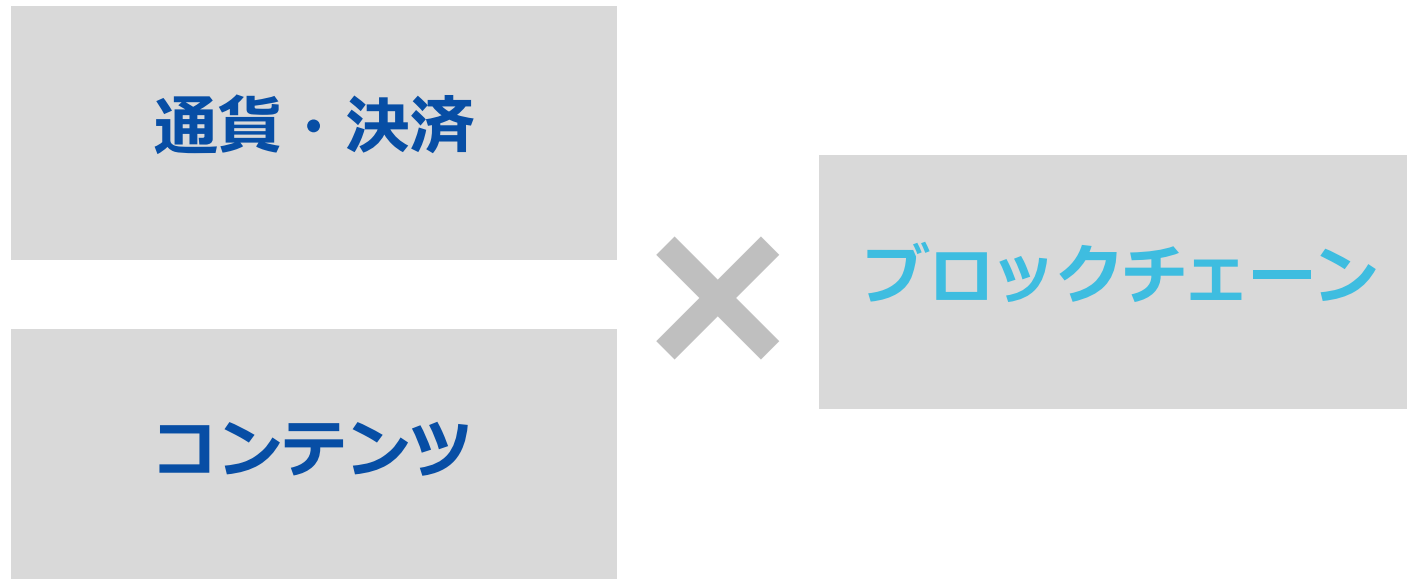 通貨・決済
コンテンツ
ブロックチェーン